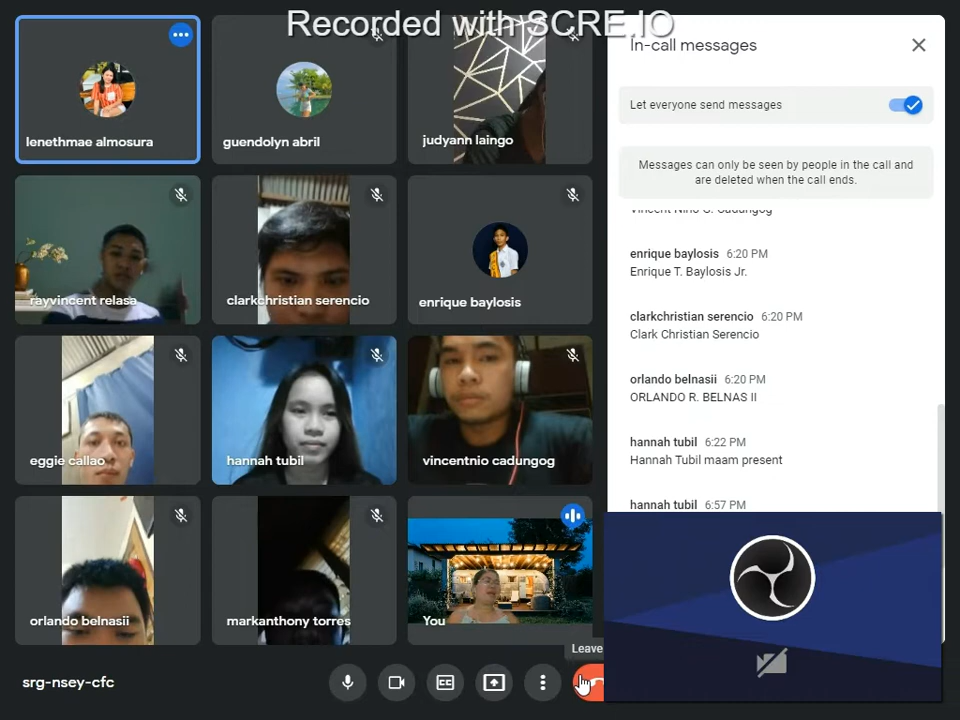 Recorded with SCRE.IO
lenethmae almosura
guendolyn abril
judyann laingo
rayvincent relasa
clarkchristian serencio
enrique baylosis
eggie callao
hannah tubil
vincentnio cadungog
orlando belnasii
markanthony torres
You
Leave
srg-nsey-cfc
In-call messages
Let everyone send messages
Messages can only be seen by people in the call and
are deleted when the call ends.
enrique baylosis 6:20 PM
Enrique T. Baylosis Jr.
clarkchristian serencio 6:20 PM
Clark Christian Serencio
orlando belnasii 6:20 PM
ORLANDO R. BELNAS II
hannah tubil 6:22 PM
Hannah Tubil maam present
hannah tubil 6:57 PM